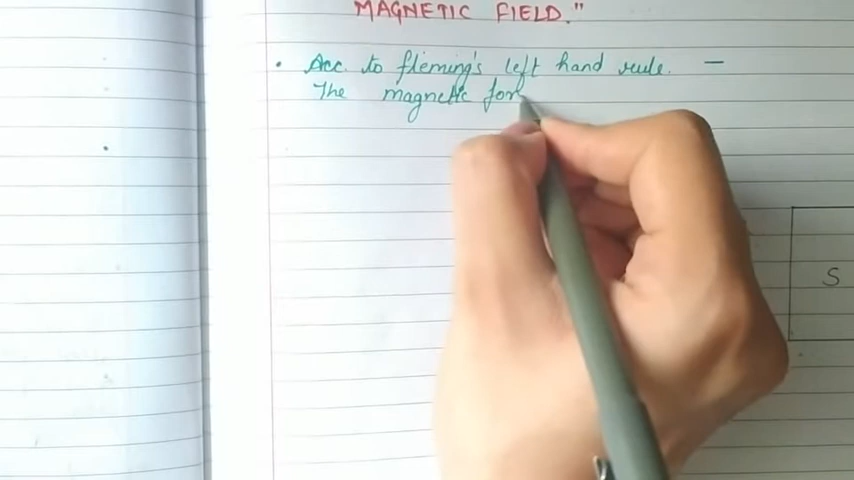 MAGNETIC FIELD."
• Acc. to fleming's left hand rule. —
The magnetic for
S